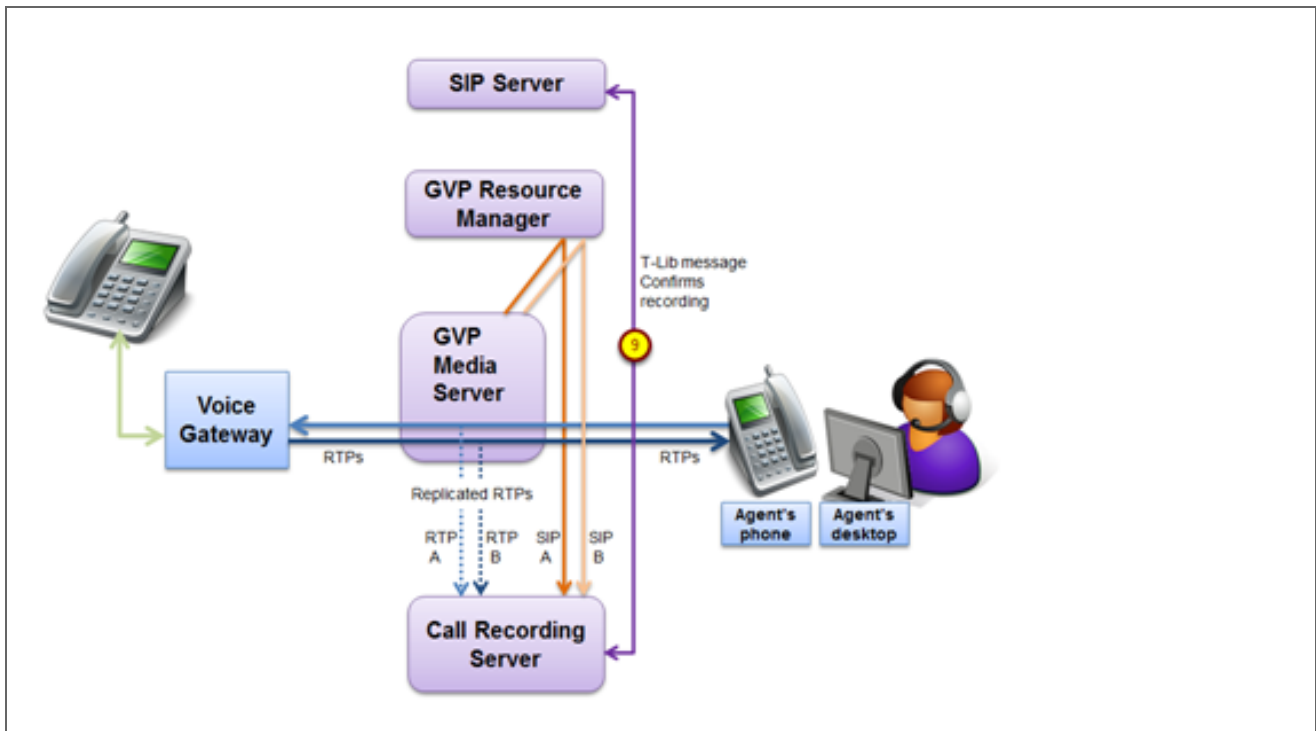 SIP Server
GVP Resource
Manager
T-Lib message
Confirms
recording
9
GVP
Media
Server
Voice
Gateway
RTPs
RTPs
Replicated RTPs
RTP
A
RTP
B
SIP
A
SIP
B
Agent's
phone
Agent's
desktop
Call Recording
Server